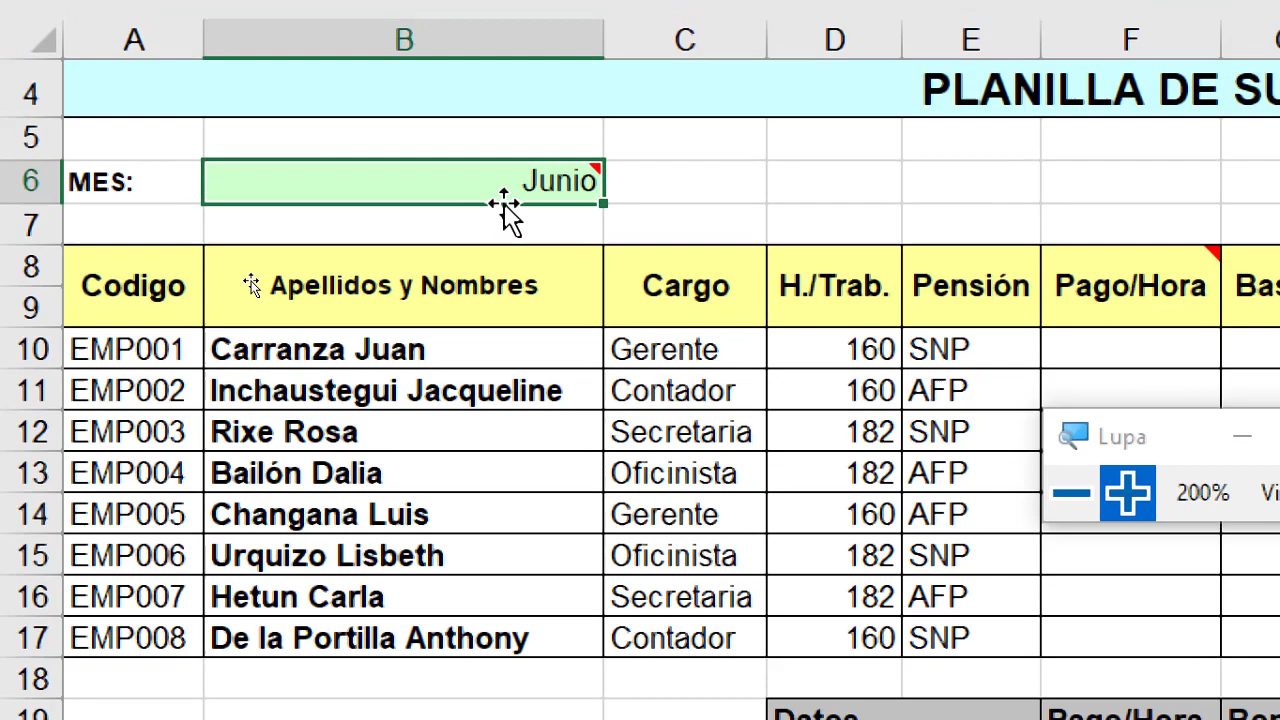 A B C D E F
4 PLANILLA DE SU
5
6 MES: Junio
7
8 Codigo Apellidos y Nombres Cargo H./Trab. Pensión Pago/Hora Bas
9
10 EMP001 Carranza Juan Gerente 160 SNP
11 EMP002 Inchaustegui Jacqueline Contador 160 AFP
12 EMP003 Rixe Rosa Secretaria 182 SNP
13 EMP004 Bailón Dalia Oficinista 182 AFP
Lupa
14 EMP005 Changana Luis Gerente 160 AFP
200% Vi
15 EMP006 Urquizo Lisbeth Oficinista 182 SNP
16 EMP007 Hetun Carla Secretaria 182 AFP
17 EMP008 De la Portilla Anthony Contador 160 SNP
18
19 Datos Pago/Hora Bon